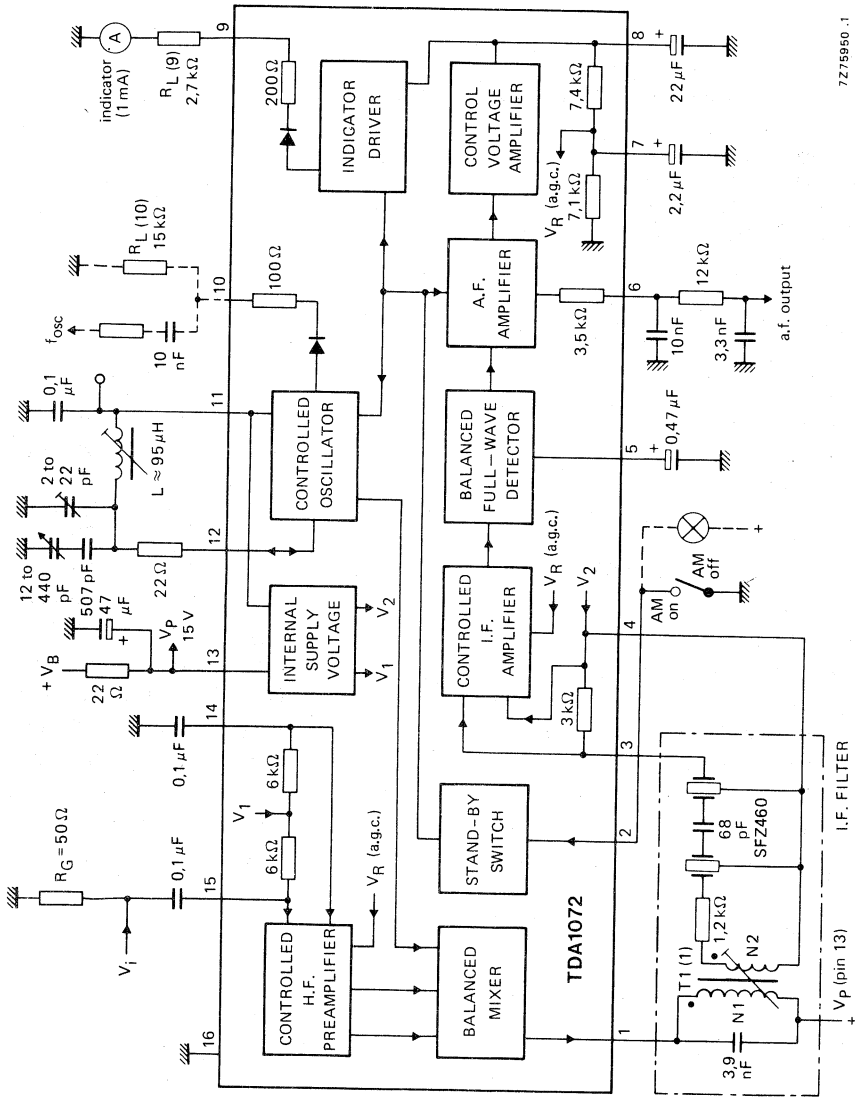 R_G = 50 Ω
V_i
0,1 µF
0,1 µF
+ V_B
22
Ω
47
µF
V_P
15 V
12 to
440
pF
507 pF
2 to
22
pF
22 Ω
L ≈ 95 µH
0,1
µF
f_osc
10
nF
R_L (10)
15 kΩ
indicator
(1 mA)
A
R_L (9)
2,7 kΩ
16
15
14
13
12
11
10
9
6 kΩ
V_1
6 kΩ
CONTROLLED
H.F.
PREAMPLIFIER
V_R (a.g.c.)
INTERNAL
SUPPLY
VOLTAGE
V_1
V_2
CONTROLLED
OSCILLATOR
100 Ω
200 Ω
INDICATOR
DRIVER
BALANCED
MIXER
STAND-BY
SWITCH
CONTROLLED
I.F.
AMPLIFIER
V_R (a.g.c.)
V_2
3 kΩ
BALANCED
FULL–WAVE
DETECTOR
A.F.
AMPLIFIER
3,5 kΩ
CONTROL
VOLTAGE
AMPLIFIER
V_R (a.g.c.)
7,1 kΩ
7,4 kΩ
TDA1072
1
2
3
4
5
6
7
8
T1 (1)
N1
N2
3,9
nF
1,2 kΩ
68
pF
SFZ460
I.F. FILTER
+
V_P (pin 13)
AM
on
AM
off
+
+
0,47 µF
10 nF
12 kΩ
3,3 nF
a.f. output
+
2,2 µF
+
22 µF
7Z75950.1